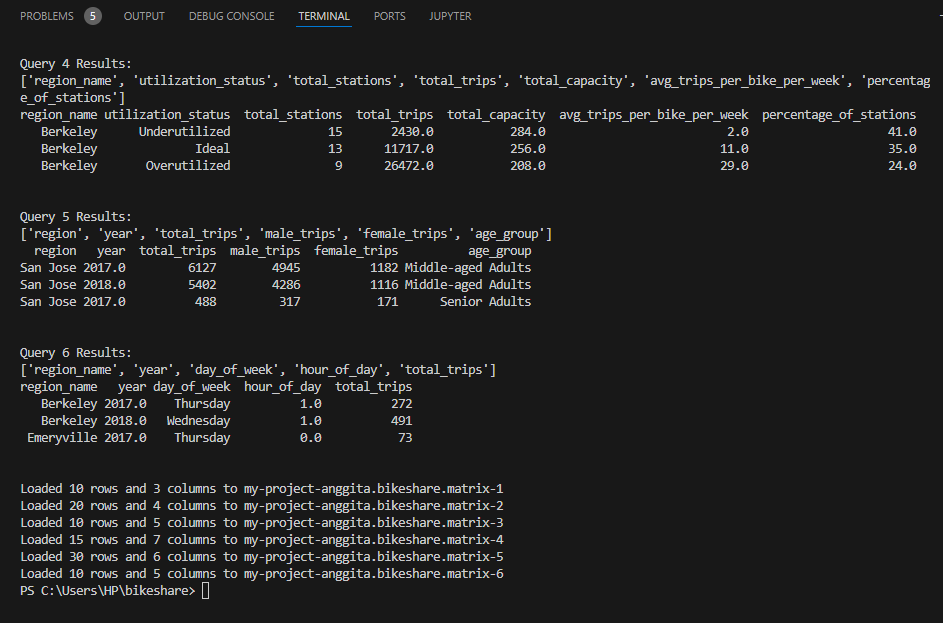 PROBLEMS 5 OUTPUT DEBUG CONSOLE TERMINAL PORTS JUPYTER
Query 4 Results:
['region_name', 'utilization_status', 'total_stations', 'total_trips', 'total_capacity', 'avg_trips_per_bike_per_week', 'percentag
e_of_stations']
region_name utilization_status total_stations total_trips total_capacity avg_trips_per_bike_per_week percentage_of_stations
Berkeley Underutilized 15 2430.0 284.0 2.0 41.0
Berkeley Ideal 13 11717.0 256.0 11.0 35.0
Berkeley Overutilized 9 26472.0 208.0 29.0 24.0
Query 5 Results:
['region', 'year', 'total_trips', 'male_trips', 'female_trips', 'age_group']
region year total_trips male_trips female_trips age_group
San Jose 2017.0 6127 4945 1182 Middle-aged Adults
San Jose 2018.0 5402 4286 1116 Middle-aged Adults
San Jose 2017.0 488 317 171 Senior Adults
Query 6 Results:
['region_name', 'year', 'day_of_week', 'hour_of_day', 'total_trips']
region_name year day_of_week hour_of_day total_trips
Berkeley 2017.0 Thursday 1.0 272
Berkeley 2018.0 Wednesday 1.0 491
Emeryville 2017.0 Thursday 0.0 73
Loaded 10 rows and 3 columns to my-project-anggita.bikeshare.matrix-1
Loaded 20 rows and 4 columns to my-project-anggita.bikeshare.matrix-2
Loaded 10 rows and 5 columns to my-project-anggita.bikeshare.matrix-3
Loaded 15 rows and 7 columns to my-project-anggita.bikeshare.matrix-4
Loaded 30 rows and 6 columns to my-project-anggita.bikeshare.matrix-5
Loaded 10 rows and 5 columns to my-project-anggita.bikeshare.matrix-6
PS C:\Users\HP\bikeshare>